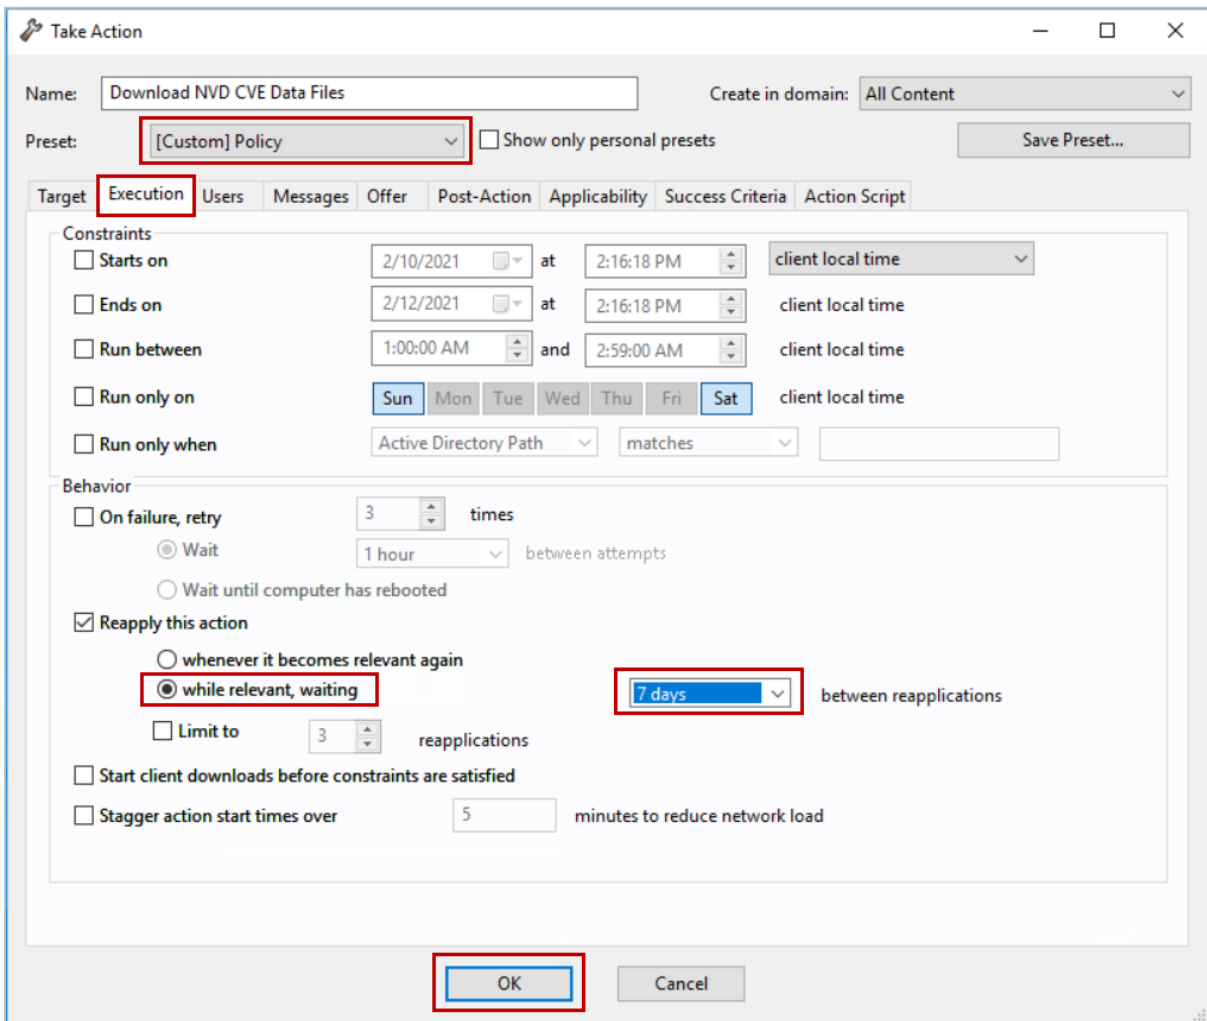 Take Action
Name: Download NVD CVE Data Files Create in domain: All Content
Preset: [Custom] Policy Show only personal presets Save Preset...
Target Execution Users Messages Offer Post-Action Applicability Success Criteria Action Script
Constraints
Starts on 2/10/2021 at 2:16:18 PM client local time
Ends on 2/12/2021 at 2:16:18 PM client local time
Run between 1:00:00 AM and 2:59:00 AM client local time
Run only on Sun Mon Tue Wed Thu Fri Sat client local time
Run only when Active Directory Path matches
Behavior
On failure, retry 3 times
Wait 1 hour between attempts
Wait until computer has rebooted
Reapply this action
whenever it becomes relevant again
while relevant, waiting 7 days between reapplications
Limit to 3 reapplications
Start client downloads before constraints are satisfied
Stagger action start times over 5 minutes to reduce network load
OK Cancel